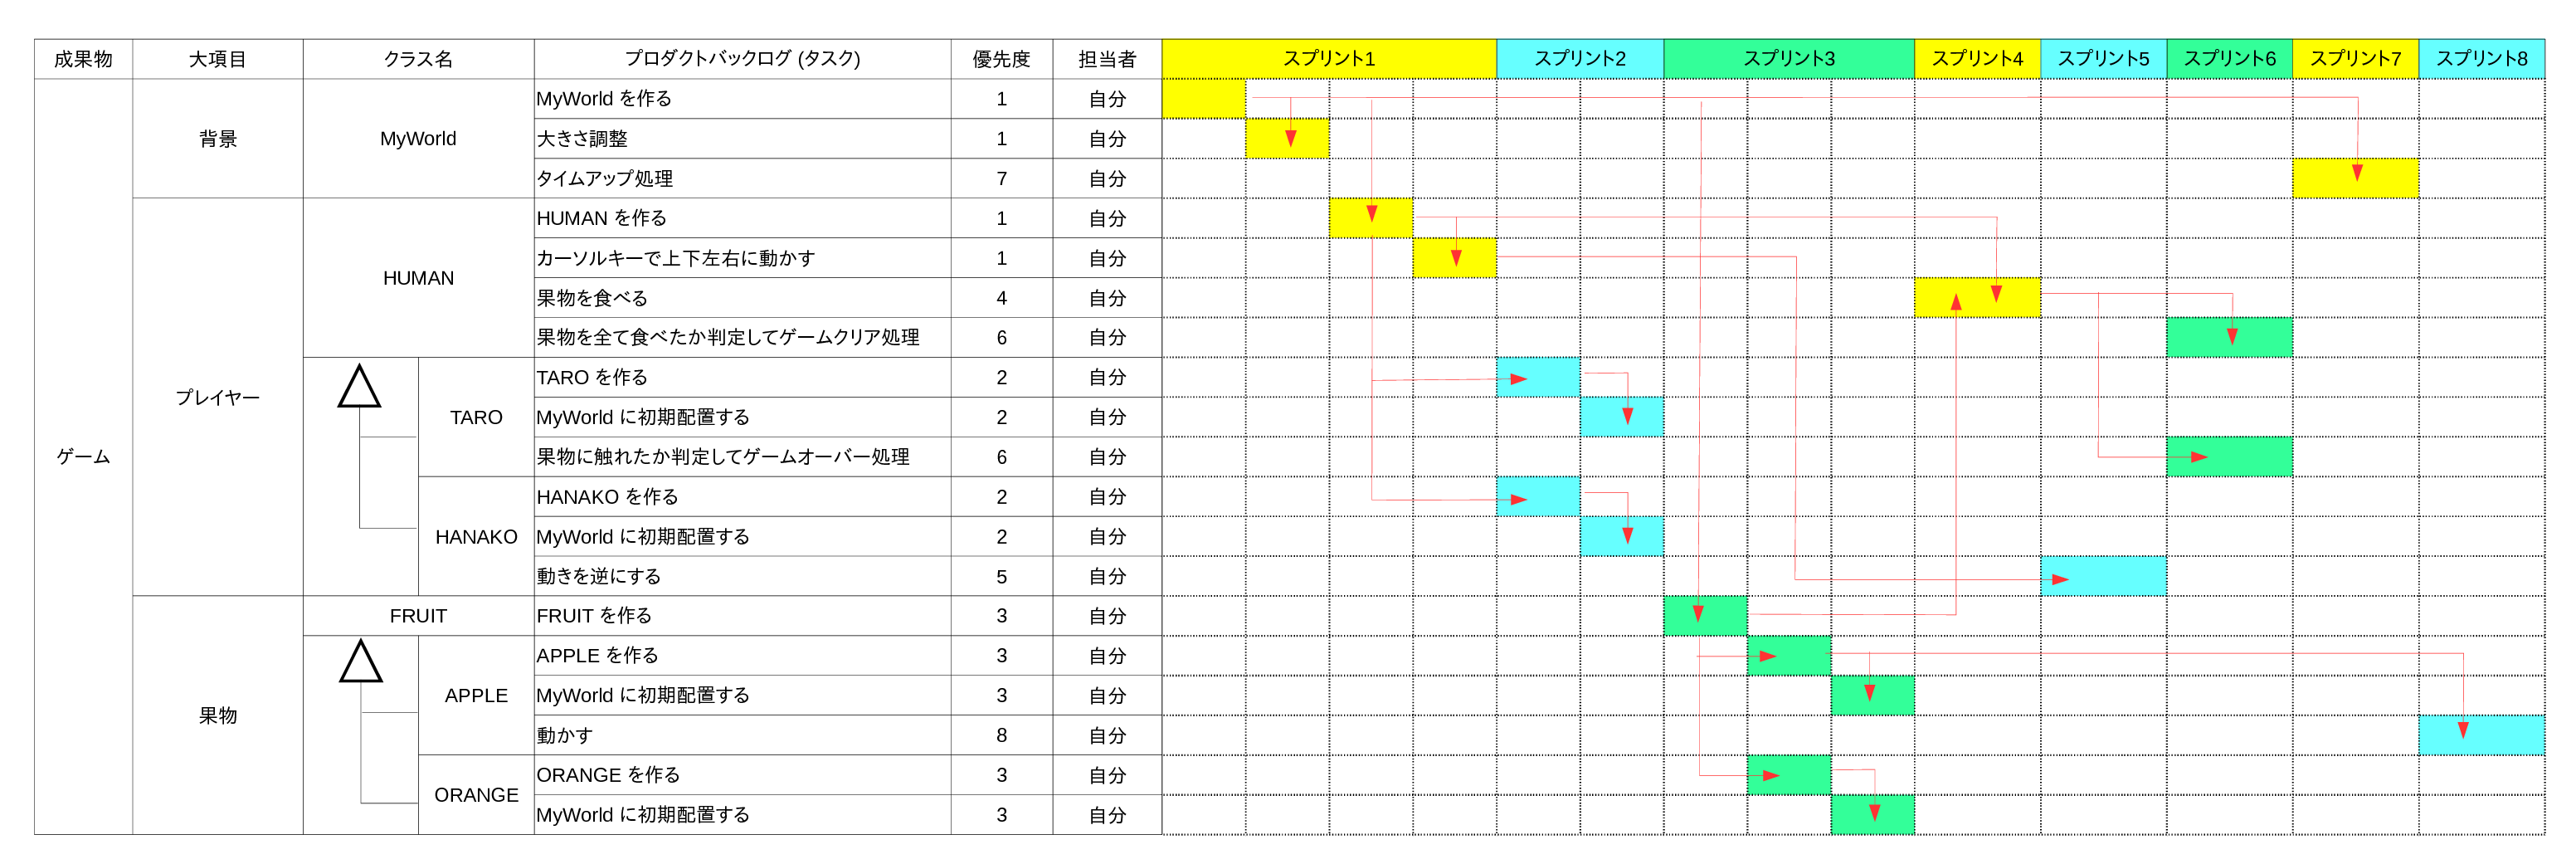 成果物 大項目 クラス名 プロダクトバックログ (タスク) 優先度 担当者 スプリント1 スプリント2 スプリント3 スプリント4 スプリント5 スプリント6 スプリント7 スプリント8
ゲーム
背景
MyWorld
MyWorld を作る 1 自分
大きさ調整 1 自分
タイムアップ処理 7 自分
プレイヤー
HUMAN
HUMAN を作る 1 自分
カーソルキーで上下左右に動かす 1 自分
果物を食べる 4 自分
果物を全て食べたか判定してゲームクリア処理 6 自分
TARO
TARO を作る 2 自分
MyWorld に初期配置する 2 自分
果物に触れたか判定してゲームオーバー処理 6 自分
HANAKO
HANAKO を作る 2 自分
MyWorld に初期配置する 2 自分
動きを逆にする 5 自分
果物
FRUIT
FRUIT を作る 3 自分
APPLE
APPLE を作る 3 自分
MyWorld に初期配置する 3 自分
動かす 8 自分
ORANGE
ORANGE を作る 3 自分
MyWorld に初期配置する 3 自分